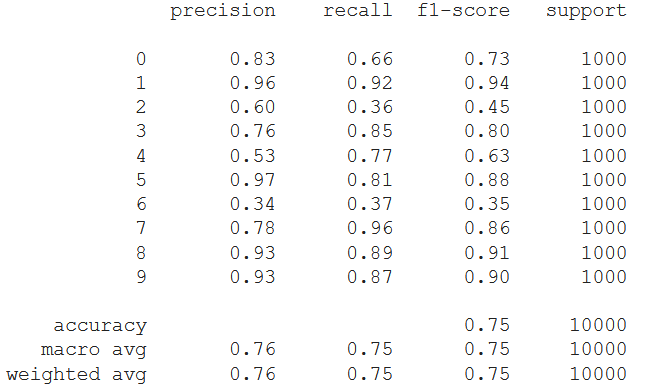 precision recall f1-score support
0 0.83 0.66 0.73 1000
1 0.96 0.92 0.94 1000
2 0.60 0.36 0.45 1000
3 0.76 0.85 0.80 1000
4 0.53 0.77 0.63 1000
5 0.97 0.81 0.88 1000
6 0.34 0.37 0.35 1000
7 0.78 0.96 0.86 1000
8 0.93 0.89 0.91 1000
9 0.93 0.87 0.90 1000
accuracy 0.75 10000
macro avg 0.76 0.75 0.75 10000
weighted avg 0.76 0.75 0.75 10000